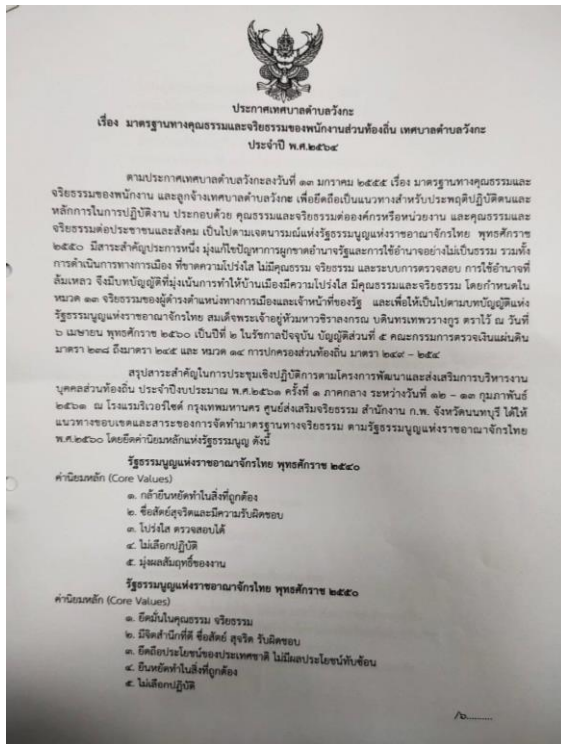 ประกาศเทศบาลตำบลวังกะ
เรื่อง มาตรฐานทางคุณธรรมและจริยธรรมของพนักงานส่วนท้องถิ่น เทศบาลตำบลวังกะ
ประจำปี พ.ศ.๒๕๖๔
ตามประกาศเทศบาลตำบลวังกะลงวันที่ ๑๓ มกราคม ๒๕๕๕ เรื่อง มาตรฐานทางคุณธรรมและ
จริยธรรมของพนักงาน และลูกจ้างเทศบาลตำบลวังกะ เพื่อยึดถือเป็นแนวทางสำหรับประพฤติปฏิบัติตนและ
หลักการในการปฏิบัติงาน ประกอบด้วย คุณธรรมและจริยธรรมต่อองค์กรหรือหน่วยงาน และคุณธรรมและ
จริยธรรมต่อประชาชนและสังคม เป็นไปตามเจตนารมณ์แห่งรัฐธรรมนูญแห่งราชอาณาจักรไทย พุทธศักราช
๒๕๕๐ มีสาระสำคัญประการหนึ่ง มุ่งแก้ไขปัญหาการผูกขาดอำนาจรัฐและการใช้อำนาจอย่างไม่เป็นธรรม รวมทั้ง
การดำเนินการทางการเมือง ที่ขาดความโปร่งใส ไม่มีคุณธรรม จริยธรรม และระบบการตรวจสอบ การใช้อำนาจที่
ล้มเหลว จึงมีบทบัญญัติที่มุ่งเน้นการทำให้บ้านเมืองมีความโปร่งใส มีคุณธรรมและจริยธรรม โดยกำหนดใน
หมวด ๑๓ จริยธรรมของผู้ดำรงตำแหน่งทางการเมืองและเจ้าหน้าที่ของรัฐ และเพื่อให้เป็นไปตามบทบัญญัติแห่ง
รัฐธรรมนูญแห่งราชอาณาจักรไทย สมเด็จพระเจ้าอยู่หัวมหาวชิราลงกรณ บดินทรเทพวรางกูร ตราไว้ ณ วันที่
๖ เมษายน พุทธศักราช ๒๕๖๐ เป็นปีที่ ๒ ในรัชกาลปัจจุบัน บัญญัติส่วนที่ ๕ คณะกรรมการตรวจเงินแผ่นดิน
มาตรา ๒๓๘ ถึงมาตรา ๒๔๕ และ หมวด ๑๔ การปกครองส่วนท้องถิ่น มาตรา ๒๔๙ – ๒๕๔
สรุปสาระสำคัญในการประชุมเชิงปฏิบัติการตามโครงการพัฒนาและส่งเสริมการบริหารงาน
บุคคลส่วนท้องถิ่น ประจำปีงบประมาณ พ.ศ.๒๕๖๑ ครั้งที่ ๑ ภาคกลาง ระหว่างวันที่ ๑๒ – ๑๓ กุมภาพันธ์
๒๕๖๑ ณ โรงแรมริเวอร์ไซด์ กรุงเทพมหานคร ศูนย์ส่งเสริมจริยธรรม สำนักงาน ก.พ. จังหวัดนนทบุรี ได้ให้
แนวทางขอบเขตและสาระของการจัดทำมาตรฐานทางจริยธรรม ตามรัฐธรรมนูญแห่งราชอาณาจักรไทย
พ.ศ.๒๕๖๐ โดยยึดค่านิยมหลักแห่งรัฐธรรมนูญ ดังนี้
รัฐธรรมนูญแห่งราชอาณาจักรไทย พุทธศักราช ๒๕๔๐
ค่านิยมหลัก (Core Values)
๑. กล้ายืนหยัดทำในสิ่งที่ถูกต้อง
๒. ซื่อสัตย์สุจริตและมีความรับผิดชอบ
๓. โปร่งใส ตรวจสอบได้
๔. ไม่เลือกปฏิบัติ
๕. มุ่งผลสัมฤทธิ์ของงาน
รัฐธรรมนูญแห่งราชอาณาจักรไทย พุทธศักราช ๒๕๕๐
ค่านิยมหลัก (Core Values)
๑. ยึดมั่นในคุณธรรม จริยธรรม
๒. มีจิตสำนึกที่ดี ซื่อสัตย์ สุจริต รับผิดชอบ
๓. ยึดถือประโยชน์ของประเทศชาติ ไม่มีผลประโยชน์ทับซ้อน
๔. ยืนหยัดทำในสิ่งที่ถูกต้อง
๕. ไม่เลือกปฏิบัติ
/๖..........